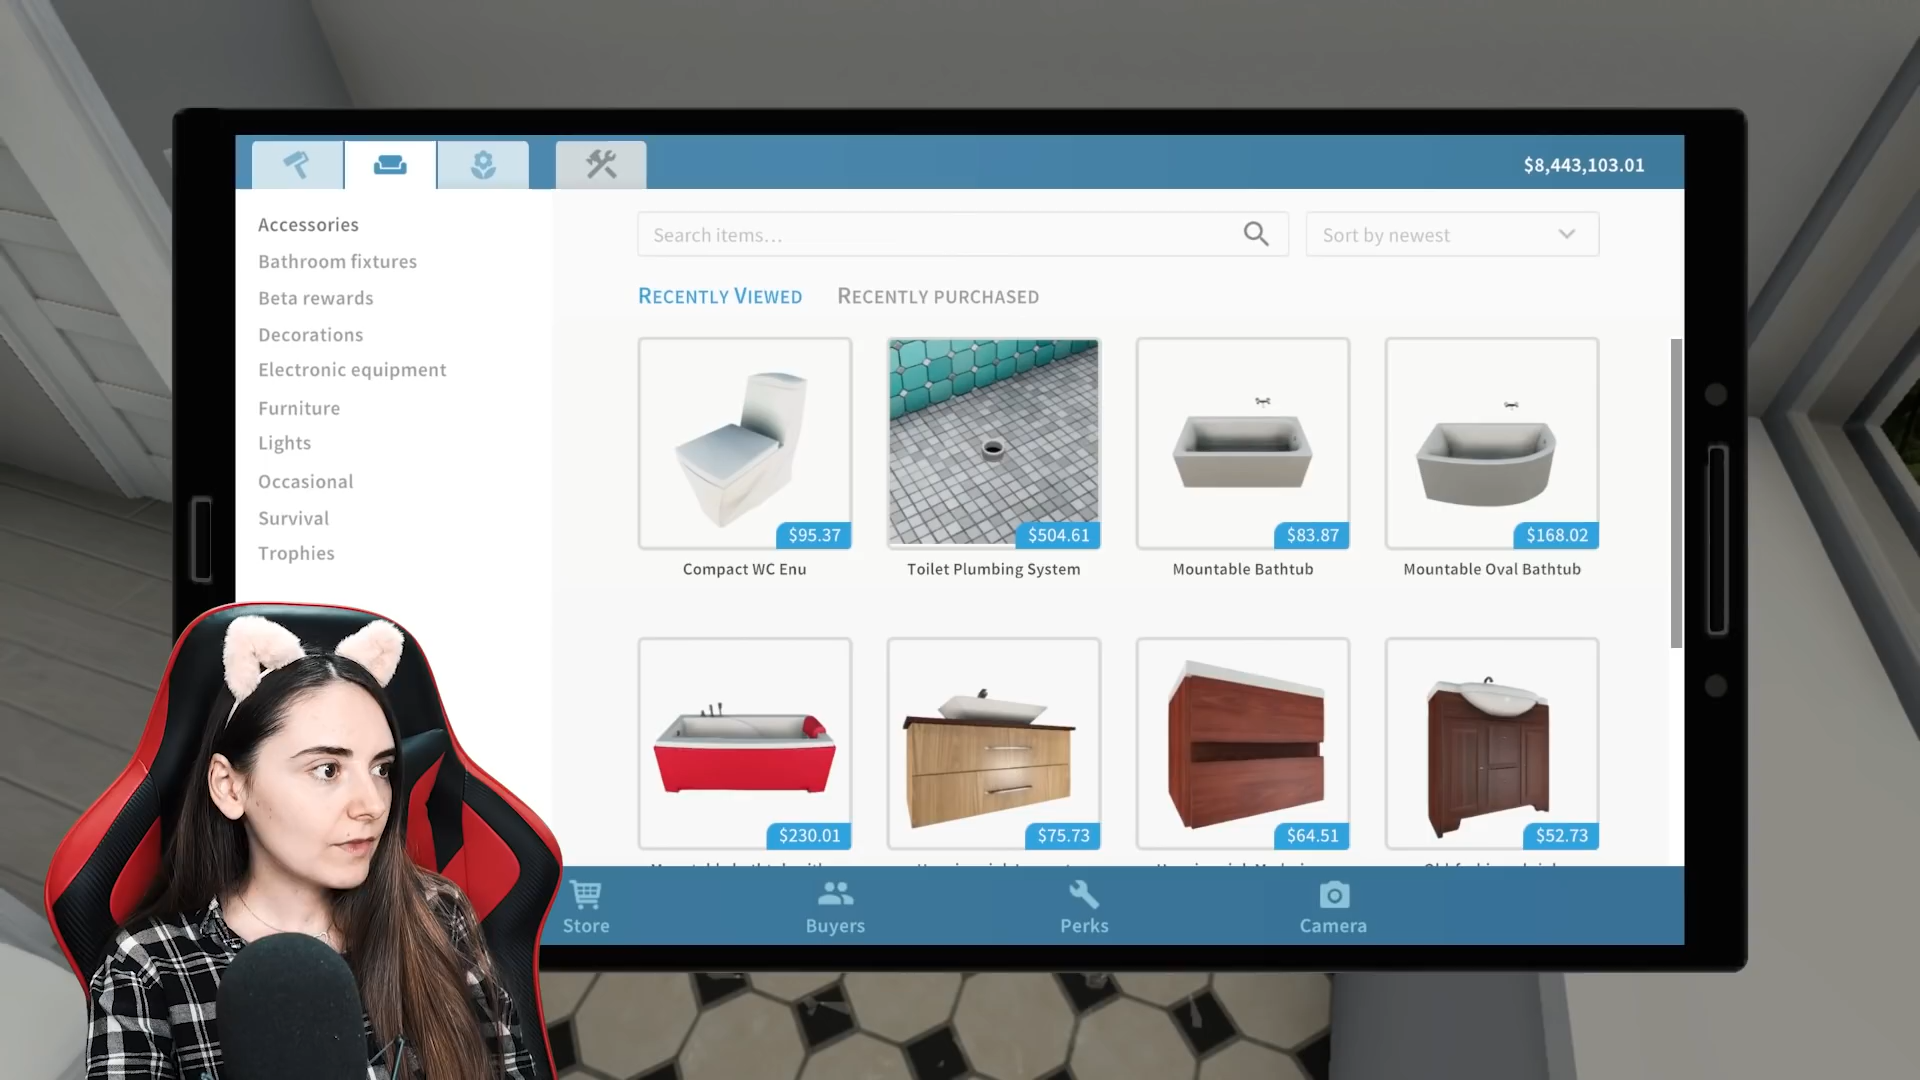 $8,443,103.01
Accessories
Bathroom fixtures
Beta rewards
Decorations
Electronic equipment
Furniture
Lights
Occasional
Survival
Trophies
Search items...
Sort by newest
RECENTLY VIEWED
RECENTLY PURCHASED
$95.37
$504.61
$83.87
$168.02
Compact WC Enu
Toilet Plumbing System
Mountable Bathtub
Mountable Oval Bathtub
$230.01
$75.73
$64.51
$52.73
Store
Buyers
Perks
Camera